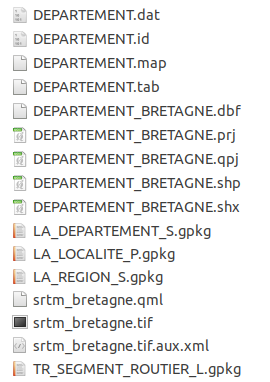 DEPARTEMENT.dat
DEPARTEMENT.id
DEPARTEMENT.map
DEPARTEMENT.tab
DEPARTEMENT_BRETAGNE.dbf
DEPARTEMENT_BRETAGNE.prj
DEPARTEMENT_BRETAGNE.qpj
DEPARTEMENT_BRETAGNE.shp
DEPARTEMENT_BRETAGNE.shx
LA_DEPARTEMENT_S.gpkg
LA_LOCALITE_P.gpkg
LA_REGION_S.gpkg
srtm_bretagne.qml
srtm_bretagne.tif
srtm_bretagne.tif.aux.xml
TR_SEGMENT_ROUTIER_L.gpkg